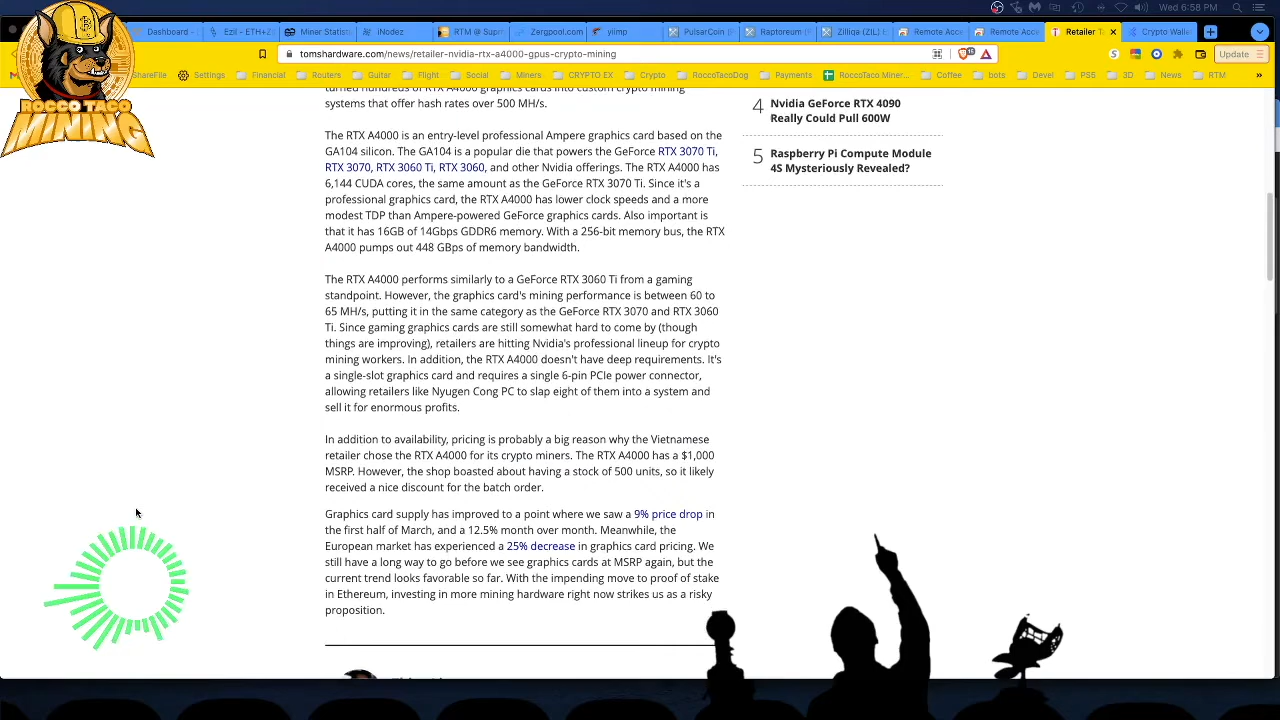 Wed 6:58 PM
Dashboard -
Ezil - ETH+Z
Miner Statist
iNodez
RTM @ Supr
Zergpool.com
yiimp
PulsarCoin (
Raptoreum (
Zilliqa (ZIL)
Remote Acce
Remote Acce
Retailer
Crypto Walle
tomshardware.com/news/retailer-nvidia-rtx-a4000-gpus-crypto-mining
Update
ShareFile
Settings
Financial
Routers
Guitar
Flight
Social
Miners
CRYPTO EX
Crypto
RoccoTacoDog
Payments
RoccoTaco Miner...
Coffee
bots
Devel
PS5
3D
News
RTM
»
ROCCO TACO
MINING
turned hundreds of RTX A4000 graphics cards into custom crypto mining
systems that offer hash rates over 500 MH/s.
The RTX A4000 is an entry-level professional Ampere graphics card based on the
GA104 silicon. The GA104 is a popular die that powers the GeForce RTX 3070 Ti,
RTX 3070, RTX 3060 Ti, RTX 3060, and other Nvidia offerings. The RTX A4000 has
6,144 CUDA cores, the same amount as the GeForce RTX 3070 Ti. Since it's a
professional graphics card, the RTX A4000 has lower clock speeds and a more
modest TDP than Ampere-powered GeForce graphics cards. Also important is
that it has 16GB of 14Gbps GDDR6 memory. With a 256-bit memory bus, the RTX
A4000 pumps out 448 GBps of memory bandwidth.
The RTX A4000 performs similarly to a GeForce RTX 3060 Ti from a gaming
standpoint. However, the graphics card's mining performance is between 60 to
65 MH/s, putting it in the same category as the GeForce RTX 3070 and RTX 3060
Ti. Since gaming graphics cards are still somewhat hard to come by (though
things are improving), retailers are hitting Nvidia's professional lineup for crypto
mining workers. In addition, the RTX A4000 doesn't have deep requirements. It's
a single-slot graphics card and requires a single 6-pin PCIe power connector,
allowing retailers like Nyugen Cong PC to slap eight of them into a system and
sell it for enormous profits.
In addition to availability, pricing is probably a big reason why the Vietnamese
retailer chose the RTX A4000 for its crypto miners. The RTX A4000 has a $1,000
MSRP. However, the shop boasted about having a stock of 500 units, so it likely
received a nice discount for the batch order.
Graphics card supply has improved to a point where we saw a 9% price drop in
the first half of March, and a 12.5% month over month. Meanwhile, the
European market has experienced a 25% decrease in graphics card pricing. We
still have a long way to go before we see graphics cards at MSRP again, but the
current trend looks favorable so far. With the impending move to proof of stake
in Ethereum, investing in more mining hardware right now strikes us as a risky
proposition.
4 Nvidia GeForce RTX 4090
Really Could Pull 600W
5 Raspberry Pi Compute Module
4S Mysteriously Revealed?